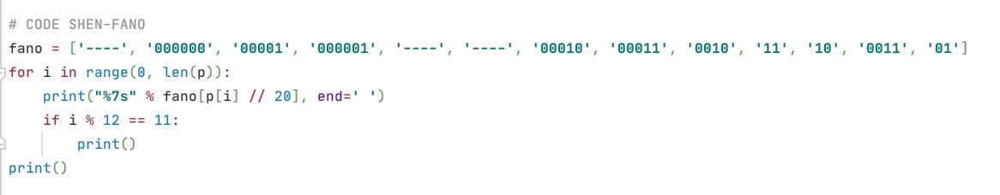 # CODE SHEN-FANO
fano = ['----', '000000', '00001', '000001', '----', '----', '00010', '00011', '0010', '11', '10', '0011', '01']
for i in range(0, len(p)):
    print("%7s" % fano[p[i] // 20], end=' ')
    if i % 12 == 11:
        print()
print()